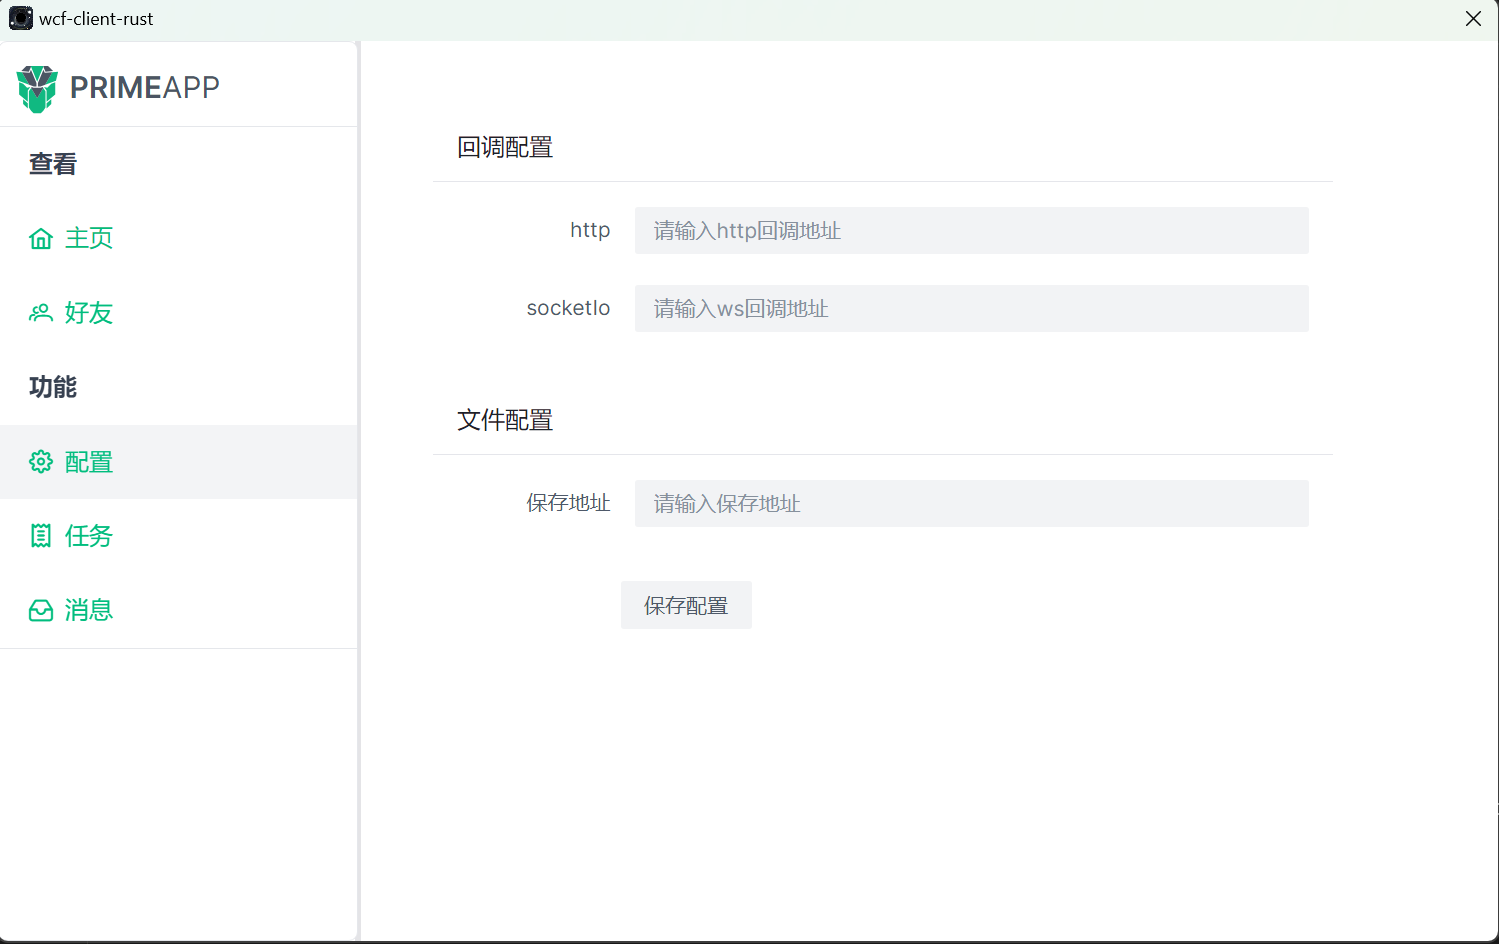 wcf-client-rust
PRIMEAPP
查看
主页
好友
功能
配置
任务
消息
回调配置
http 请输入http回调地址
socketIo 请输入ws回调地址
文件配置
保存地址 请输入保存地址
保存配置